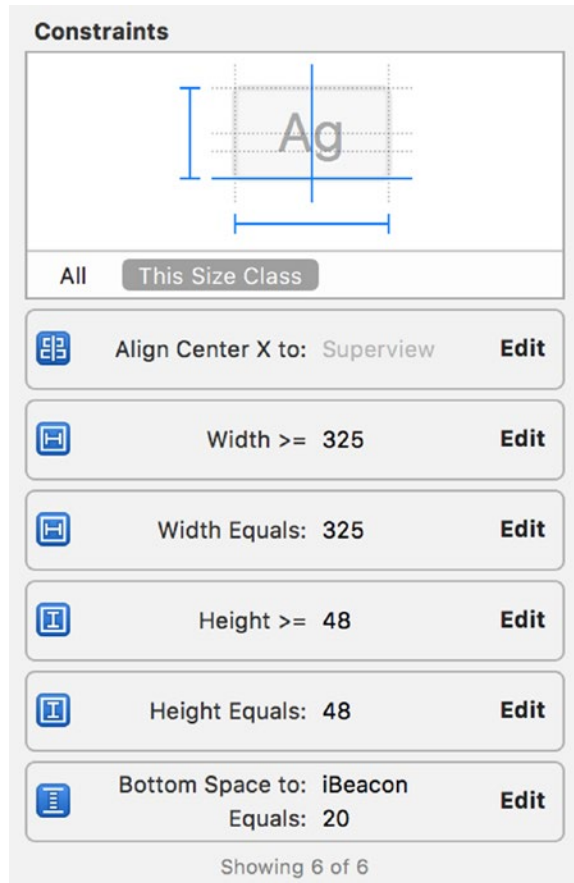 Constraints
Ag
All This Size Class
Align Center X to: Superview Edit
Width >= 325 Edit
Width Equals: 325 Edit
Height >= 48 Edit
Height Equals: 48 Edit
Bottom Space to: iBeacon
Equals: 20 Edit
Showing 6 of 6